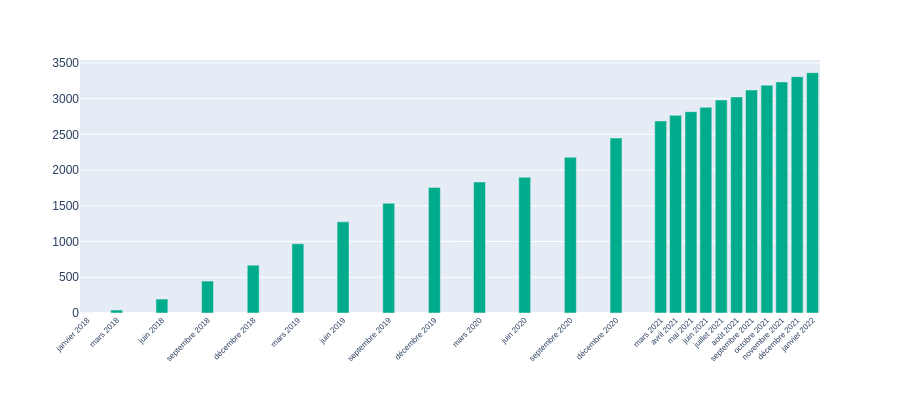 3500
3000
2500
2000
1500
1000
500
0
janvier 2018
mars 2018
juin 2018
septembre 2018
décembre 2018
mars 2019
juin 2019
septembre 2019
décembre 2019
mars 2020
juin 2020
septembre 2020
décembre 2020
mars 2021
avril 2021
mai 2021
juin 2021
juillet 2021
août 2021
septembre 2021
octobre 2021
novembre 2021
décembre 2021
janvier 2022